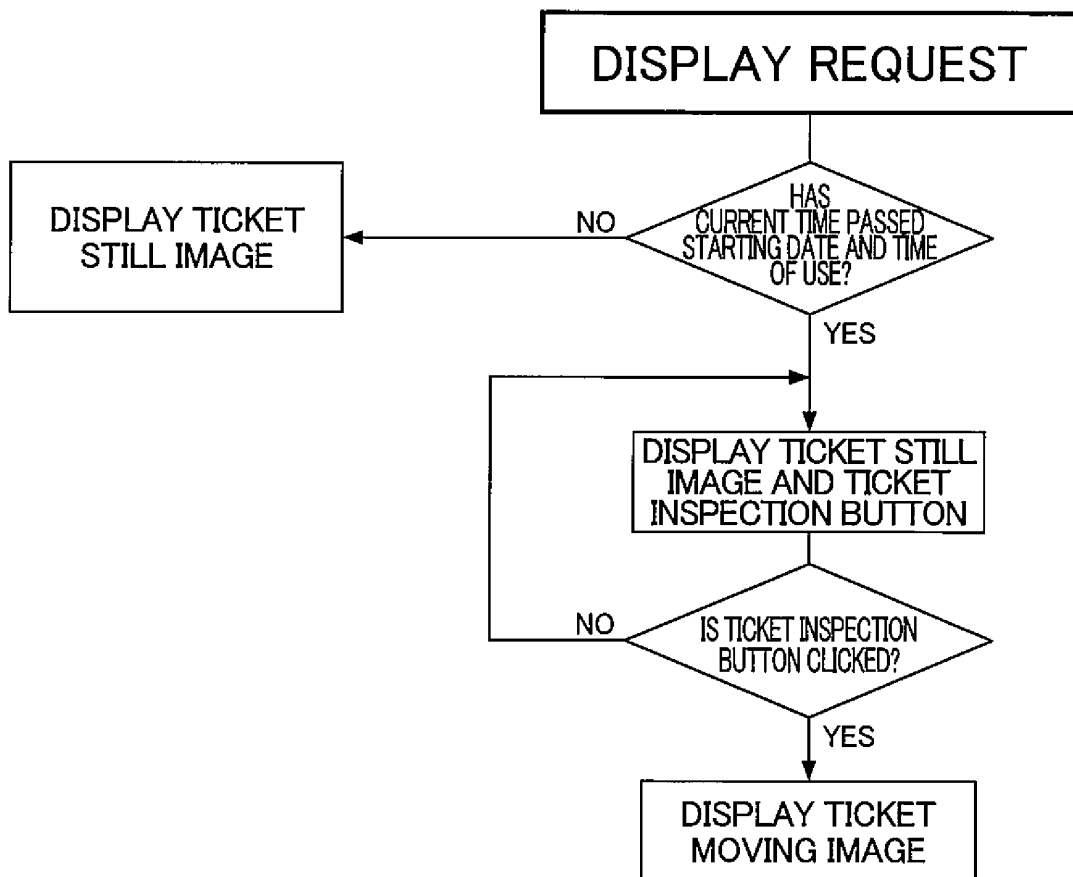 DISPLAY REQUEST
HAS
CURRENT TIME PASSED
STARTING DATE AND TIME
OF USE?
NO
DISPLAY TICKET
STILL IMAGE
YES
DISPLAY TICKET STILL
IMAGE AND TICKET
INSPECTION BUTTON
IS TICKET INSPECTION
BUTTON CLICKED?
NO
YES
DISPLAY TICKET
MOVING IMAGE